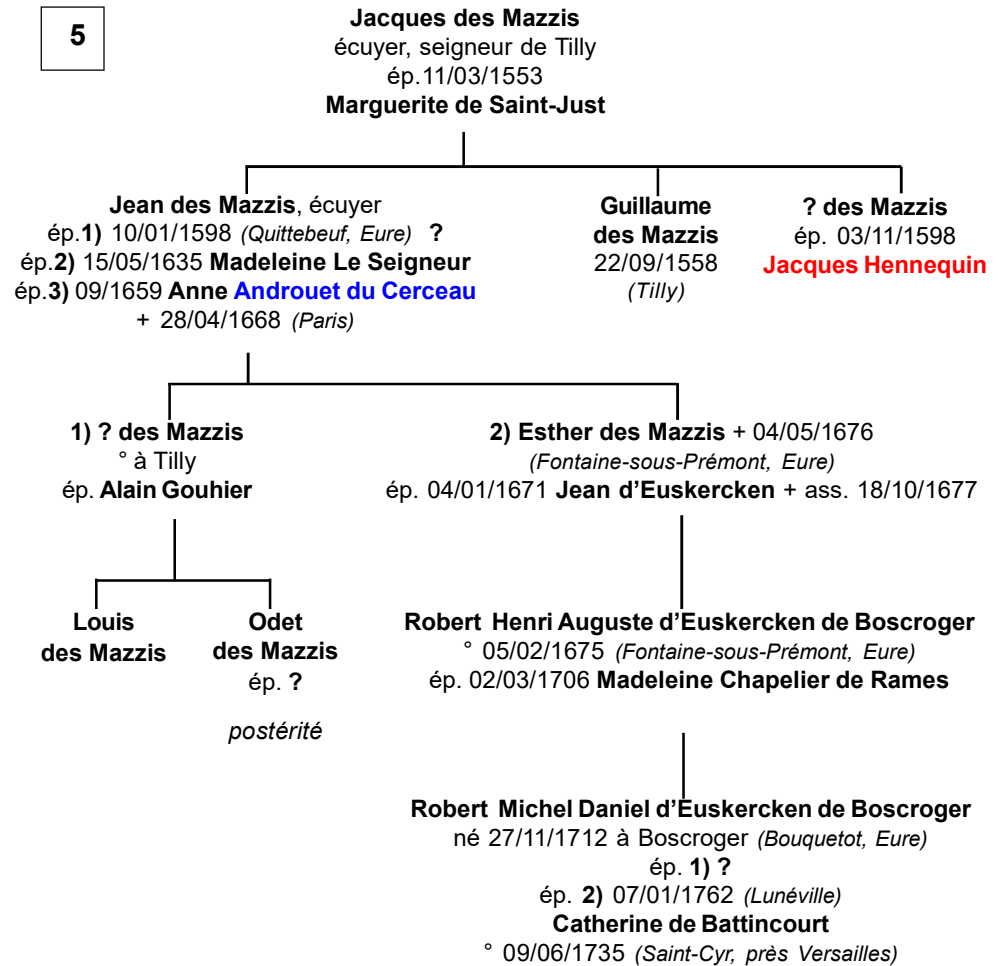 5
Jacques des Mazzis
écuyer, seigneur de Tilly
ép.11/03/1553
Marguerite de Saint-Just
Jean des Mazzis, écuyer
ép.1) 10/01/1598 (Quittebeuf, Eure) ?
ép.2) 15/05/1635 Madeleine Le Seigneur
ép.3) 09/1659 Anne Androuet du Cerceau
+ 28/04/1668 (Paris)
Guillaume
des Mazzis
22/09/1558
(Tilly)
? des Mazzis
ép. 03/11/1598
Jacques Hennequin
1) ? des Mazzis
° à Tilly
ép. Alain Gouhier
2) Esther des Mazzis + 04/05/1676
(Fontaine-sous-Prémont, Eure)
ép. 04/01/1671 Jean d’Euskercken + ass. 18/10/1677
Louis
des Mazzis
Odet
des Mazzis
ép. ?
postérité
Robert Henri Auguste d’Euskercken de Boscroger
° 05/02/1675 (Fontaine-sous-Prémont, Eure)
ép. 02/03/1706 Madeleine Chapelier de Rames
Robert Michel Daniel d’Euskercken de Boscroger
né 27/11/1712 à Boscroger (Bouquetot, Eure)
ép. 1) ?
ép. 2) 07/01/1762 (Lunéville)
Catherine de Battincourt
° 09/06/1735 (Saint-Cyr, près Versailles)